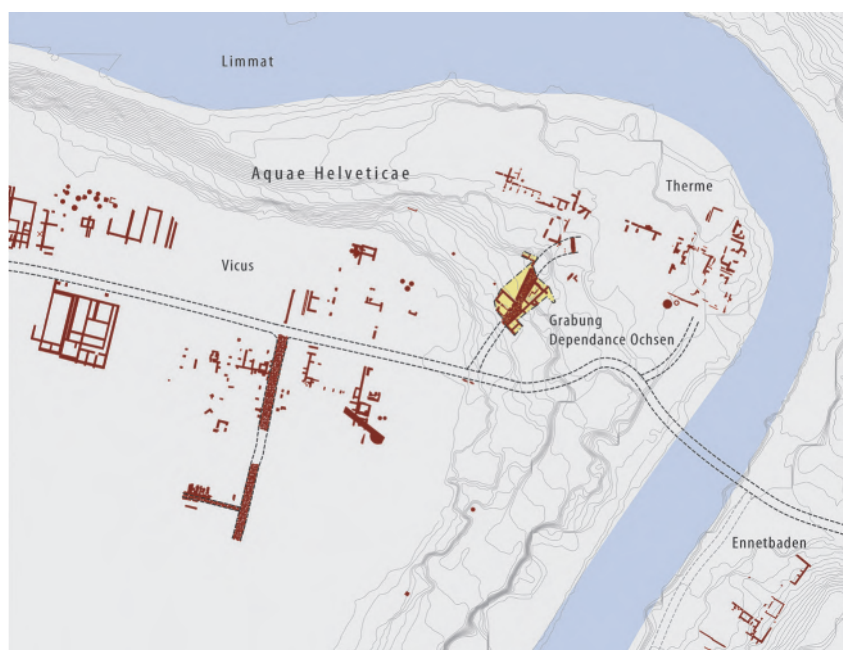 Limmat
Aquae Helveticae
Therme
Vicus
Grabung
Dependance Ochsen
Ennetbaden